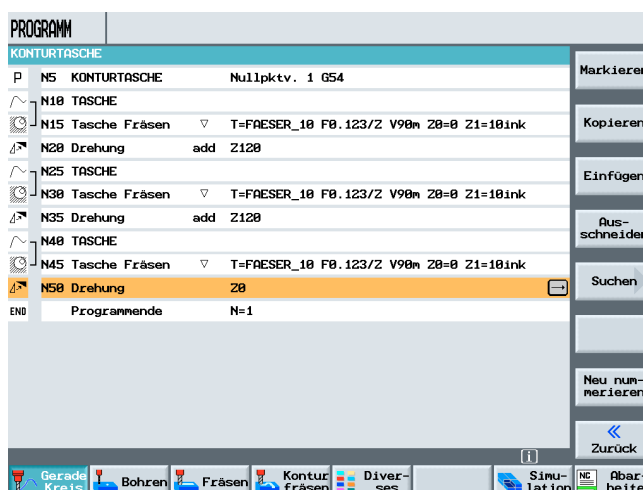 PROGRAMM
KONTURTASCHE
P N5 KONTURTASCHE Nullpktv. 1 G54
N10 TASCHE
N15 Tasche Fräsen ▽ T=FAESER_10 F0.123/Z V90m Z0=0 Z1=10ink
N20 Drehung add Z120
N25 TASCHE
N30 Tasche Fräsen ▽ T=FAESER_10 F0.123/Z V90m Z0=0 Z1=10ink
N35 Drehung add Z120
N40 TASCHE
N45 Tasche Fräsen ▽ T=FAESER_10 F0.123/Z V90m Z0=0 Z1=10ink
N50 Drehung Z0
END Programmende N=1
Markieren
Kopieren
Einfügen
Aus-
schneiden
Suchen
Neu num-
merieren
Zurück
i
Gerade
Kreis
Bohren
Fräsen
Kontur
fräsen
Diver-
ses
Simu-
lation
NC
Abar-
beite